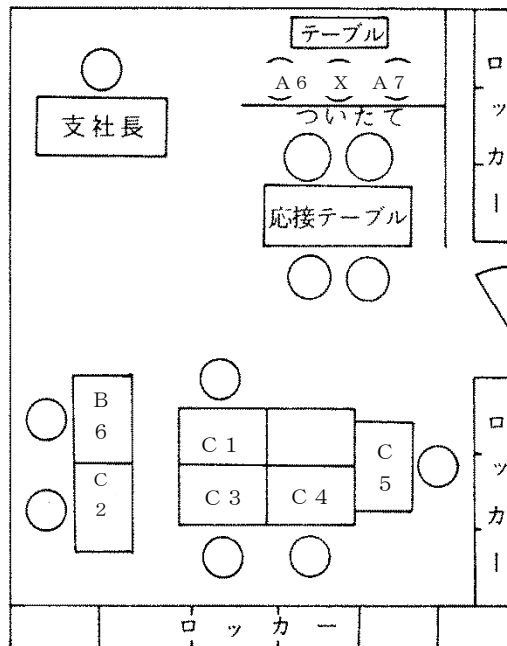 テーブル
A6 X A7
ついたて
支社長
応接テーブル
ロッカー
B6
C2
C1
C3
C4
C5
ロッカー
ロッカー